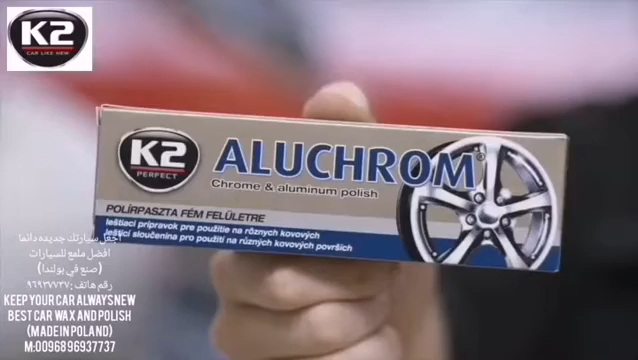 K2
CAR LIKE NEW
K2
PERFECT
ALUCHROM®
Chrome & aluminum polish
POLÍRPASZTA FÉM FELÜLETRE
leštiaci prípravok pre použitie na rôznych kovových
leštící sloučenina pro použití na různých kovových površích
اجعل سيارتك جديده دائما
افضل ملمع للسيارات
(صنع في بولندا)
رقم هاتف :٩٦٩٣٧٧٣٧
KEEP YOUR CAR ALWAYS NEW
BEST CAR WAX AND POLISH
(MADE IN POLAND)
M:0096896937737